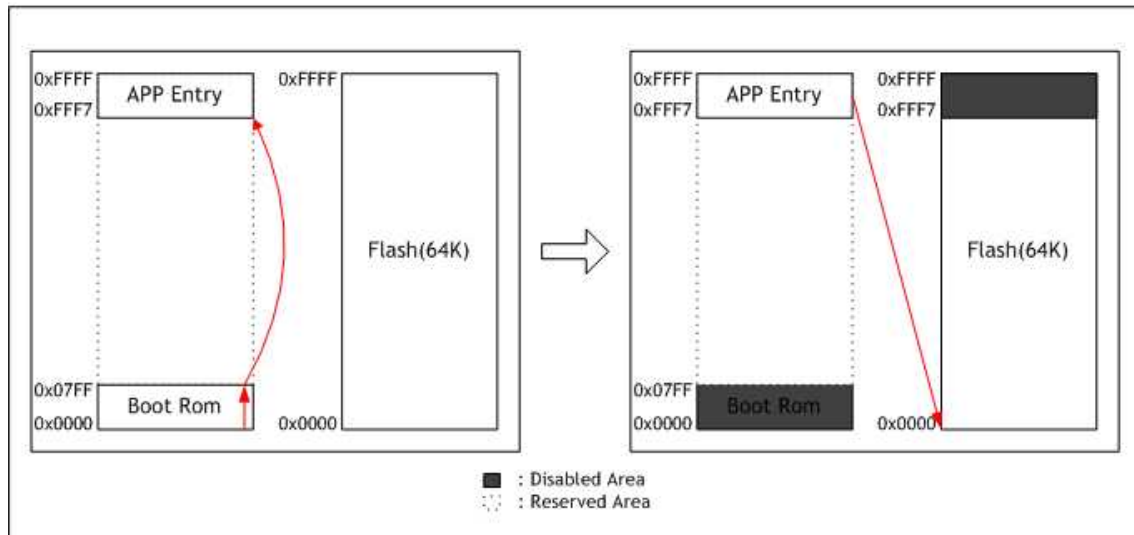 0xFFFF
APP Entry
0xFFF7
0x07FF
Boot Rom
0x0000
0xFFFF
Flash(64K)
0x0000
0xFFFF
APP Entry
0xFFF7
0x07FF
Boot Rom
0x0000
0xFFFF
0xFFF7
Flash(64K)
0x0000
: Disabled Area
: Reserved Area